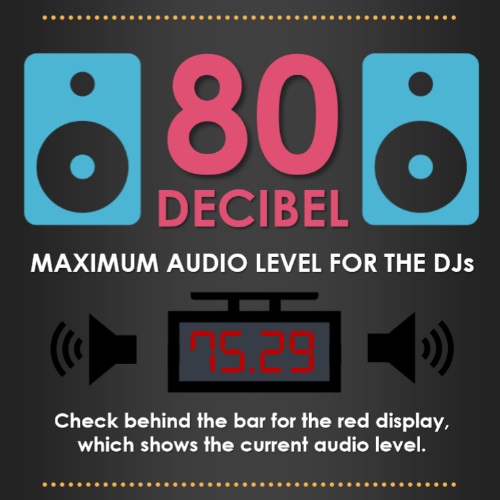 80
DECIBEL
MAXIMUM AUDIO LEVEL FOR THE DJs
75.29
Check behind the bar for the red display,
which shows the current audio level.